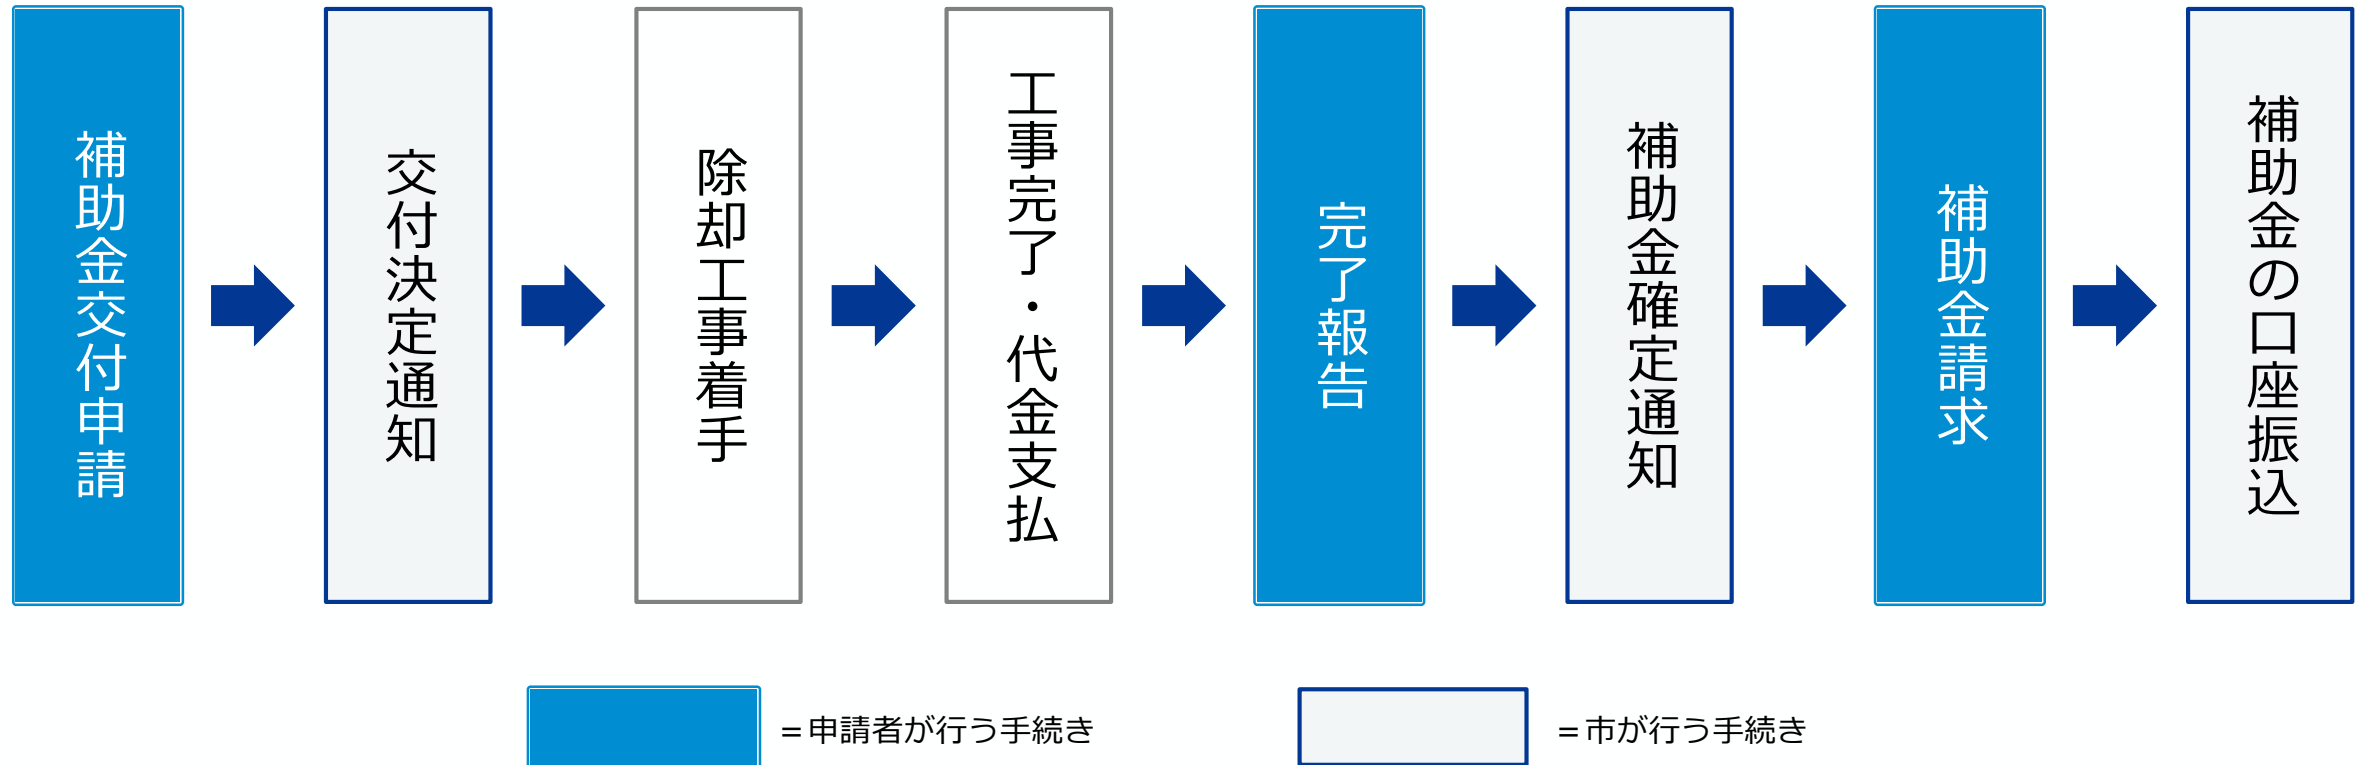 補助金交付申請
交付決定通知
除却工事着手
工事完了・代金支払
完了報告
補助金確定通知
補助金請求
補助金の口座振込
＝申請者が行う手続き
＝市が行う手続き